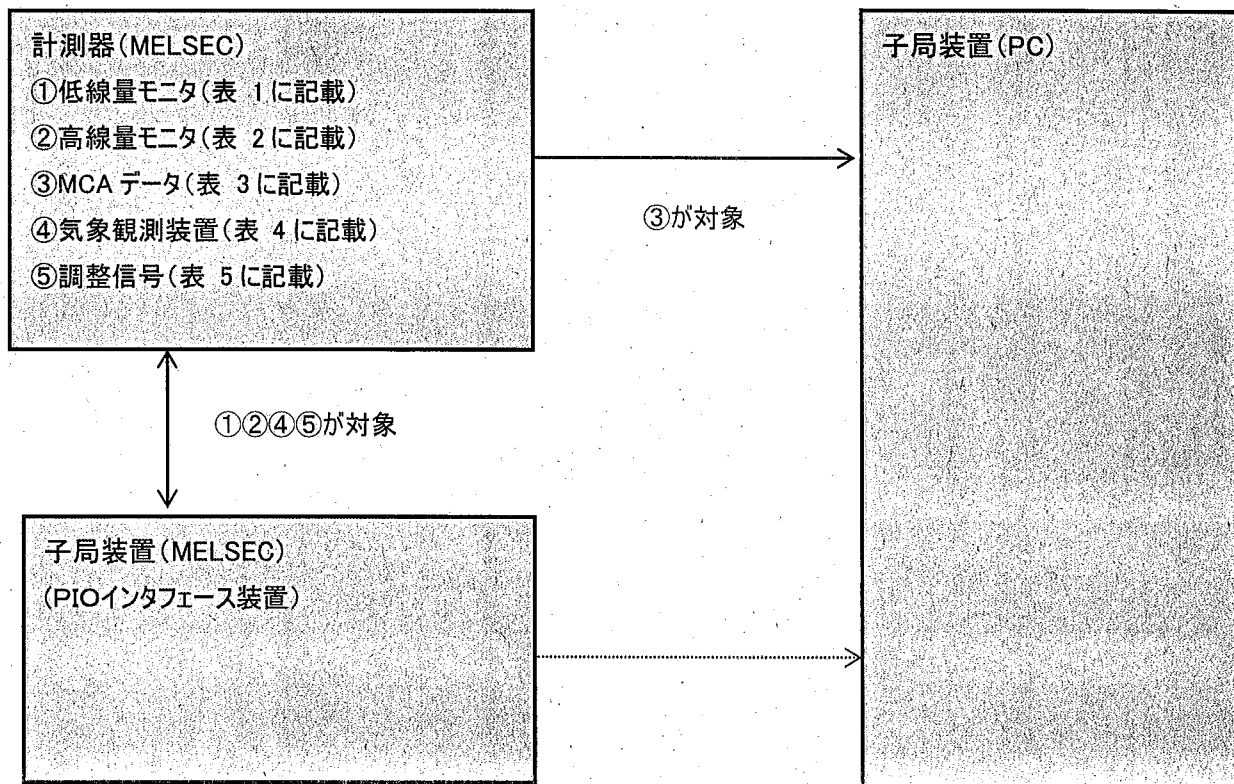 計測器(MELSEC)
①低線量モニタ(表 1に記載)
②高線量モニタ(表 2に記載)
③MCA データ(表 3に記載)
④気象観測装置(表 4に記載)
⑤調整信号(表 5に記載)
子局装置(PC)
③が対象
①②④⑤が対象
子局装置(MELSEC)
(PIOインタフェース装置)